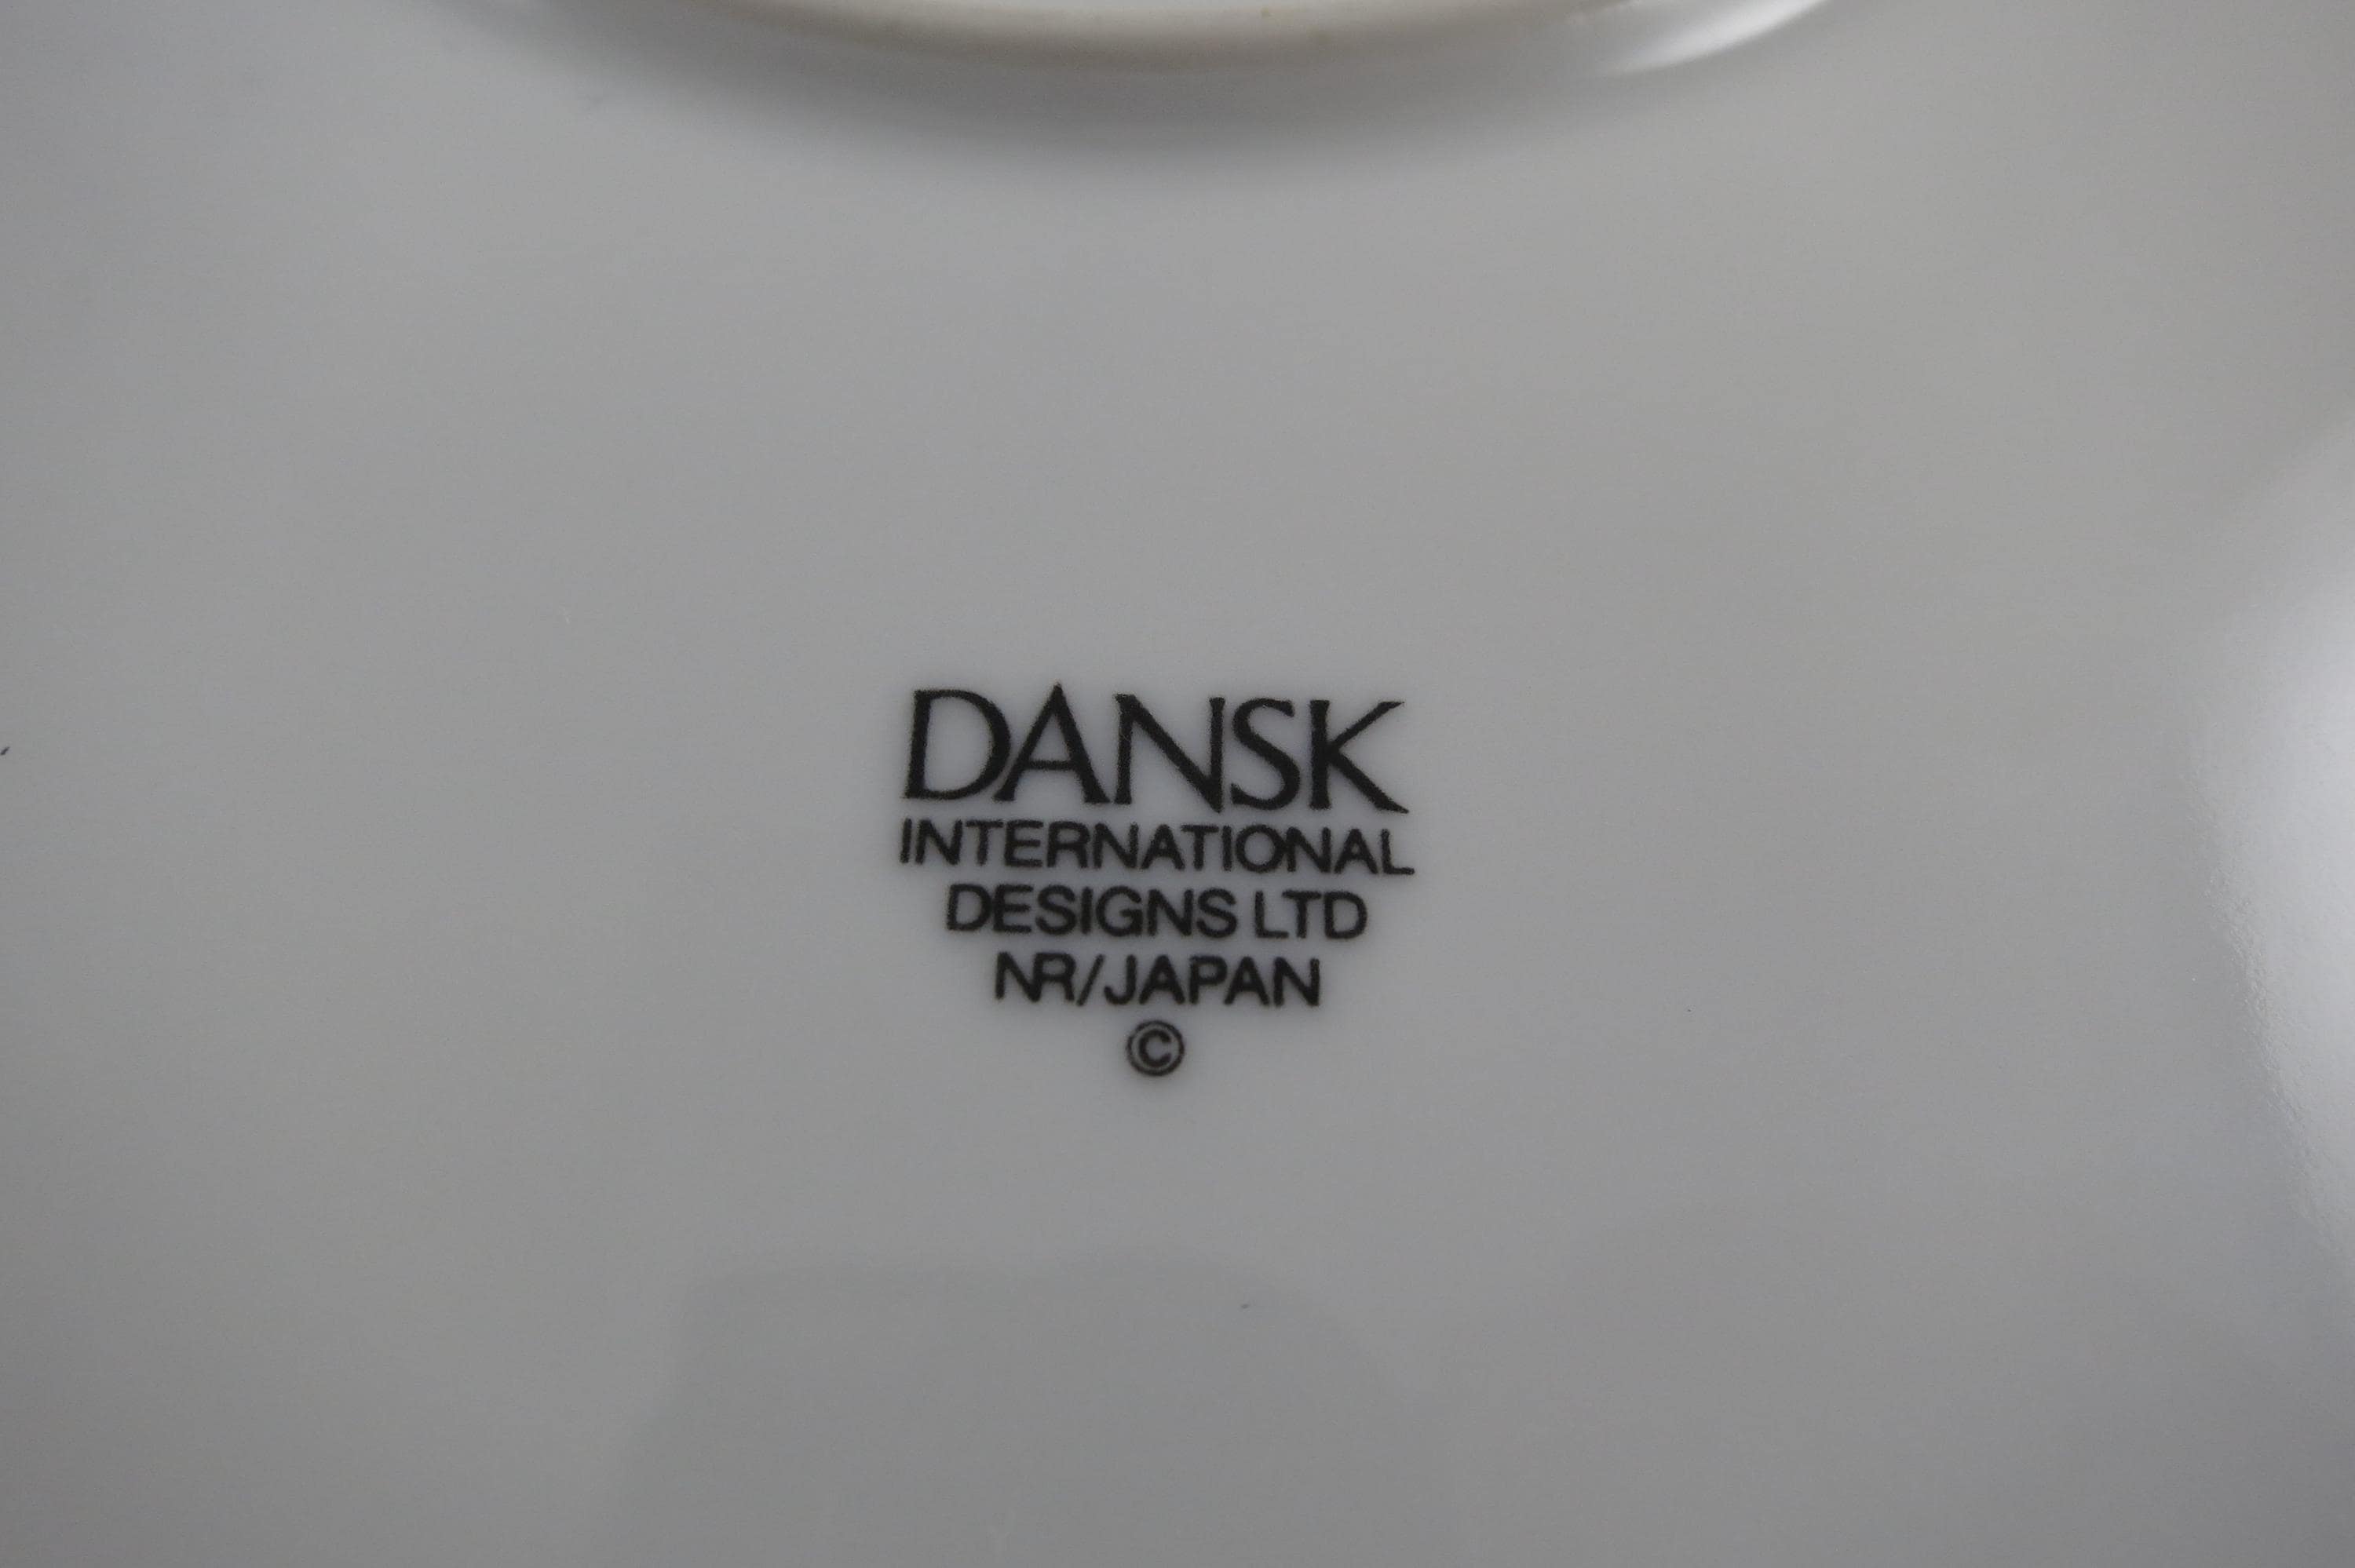 DANSK
INTERNATIONAL
DESIGNS LTD
NR/JAPAN
©